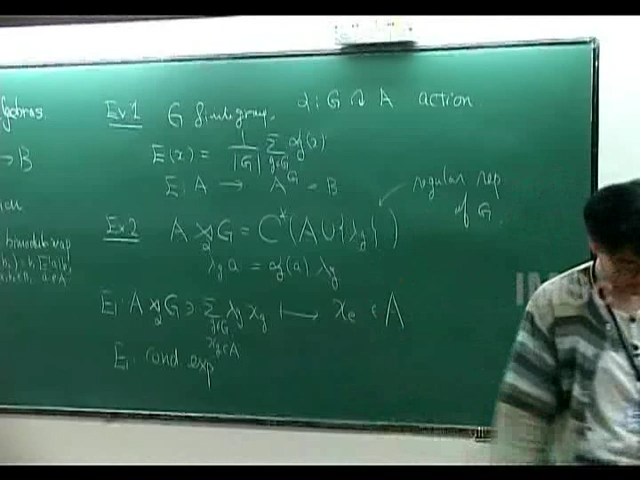 → B
Ex1 G finite group, α : G ↷ A action
E(x) = 1/|G| Σ_{g∈G} α_g(x)
E : A → A^G = B
regular rep of G
Ex2 A ⋊_α G = C*(A ∪ {λ_g})
λ_g a = α_g(a) λ_g
E : A ⋊_α G ∋ Σ_{g∈G} λ_g x_g ⟼ x_e ∈ A
x_g ∈ A
E : cond. exp